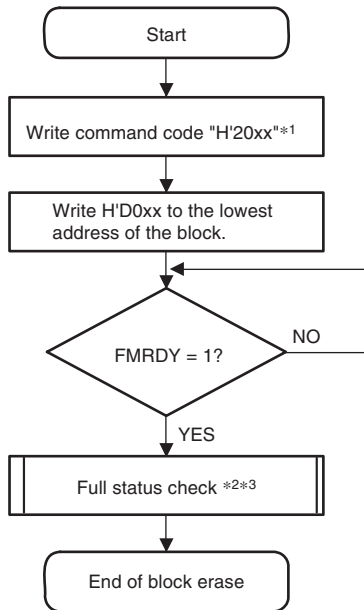 Start
Write command code "H'20xx"*1
Write H'D0xx to the lowest
address of the block.
FMRDY = 1?
NO
YES
Full status check *2*3
End of block erase